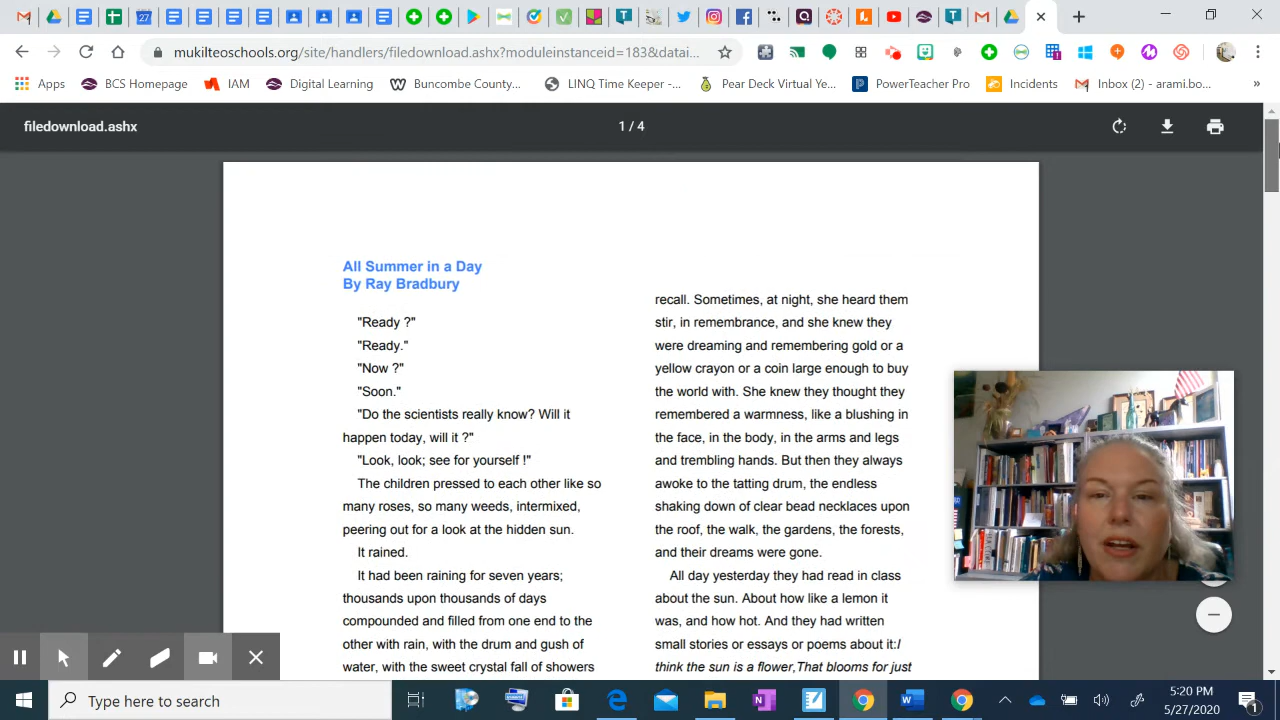 27
mukilteoschools.org/site/handlers/filedownload.ashx?moduleinstanceid=183&datai...
Apps
BCS Homepage
IAM
Digital Learning
Buncombe County...
LINQ Time Keeper -...
Pear Deck Virtual Ye...
PowerTeacher Pro
Incidents
Inbox (2) - arami.bo...
»
filedownload.ashx
1 / 4
All Summer in a Day
By Ray Bradbury
"Ready ?"
"Ready."
"Now ?"
"Soon."
"Do the scientists really know? Will it
happen today, will it ?"
"Look, look; see for yourself !"
The children pressed to each other like so
many roses, so many weeds, intermixed,
peering out for a look at the hidden sun.
It rained.
It had been raining for seven years;
thousands upon thousands of days
compounded and filled from one end to the
other with rain, with the drum and gush of
water, with the sweet crystal fall of showers
recall. Sometimes, at night, she heard them
stir, in remembrance, and she knew they
were dreaming and remembering gold or a
yellow crayon or a coin large enough to buy
the world with. She knew they thought they
remembered a warmness, like a blushing in
the face, in the body, in the arms and legs
and trembling hands. But then they always
awoke to the tatting drum, the endless
shaking down of clear bead necklaces upon
the roof, the walk, the gardens, the forests,
and their dreams were gone.
All day yesterday they had read in class
about the sun. About how like a lemon it
was, and how hot. And they had written
small stories or essays or poems about it:I
think the sun is a flower,That blooms for just
Type here to search
5:20 PM
5/27/2020
1